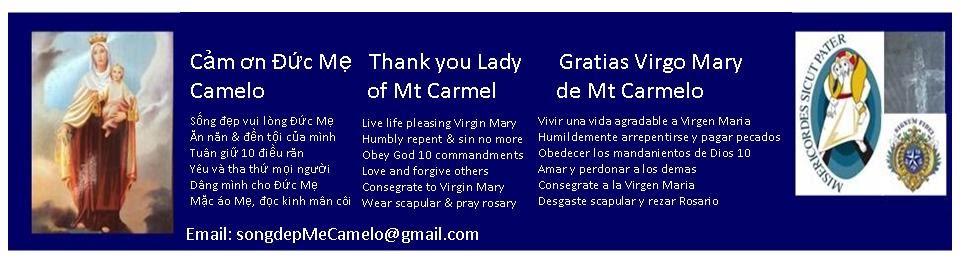 Cảm ơn Đức Mẹ
Camelo
Sống đẹp vui lòng Đức Mẹ
Ăn năn & đền tội của mình
Tuân giữ 10 điều răn
Yêu và tha thứ mọi người
Dâng mình cho Đức Mẹ
Mặc áo Mẹ, đọc kinh mân côi
Thank you Lady
of Mt Carmel
Live life pleasing Virgin Mary
Humbly repent & sin no more
Obey God 10 commandments
Love and forgive others
Consegrate to Virgin Mary
Wear scapular & pray rosary
Gratias Virgo Mary
de Mt Carmelo
Vivir una vida agradable a Virgen Maria
Humildemente arrepentirse y pagar pecados
Obedecer los mandanientos de Dios 10
Amar y perdonar a los demas
Consegrate a la Virgen Maria
Desgaste scapular y rezar Rosario
Email: songdepMeCamelo@gmail.com
MISERICORDES SICUT PATER
SIGNUM FIDEI